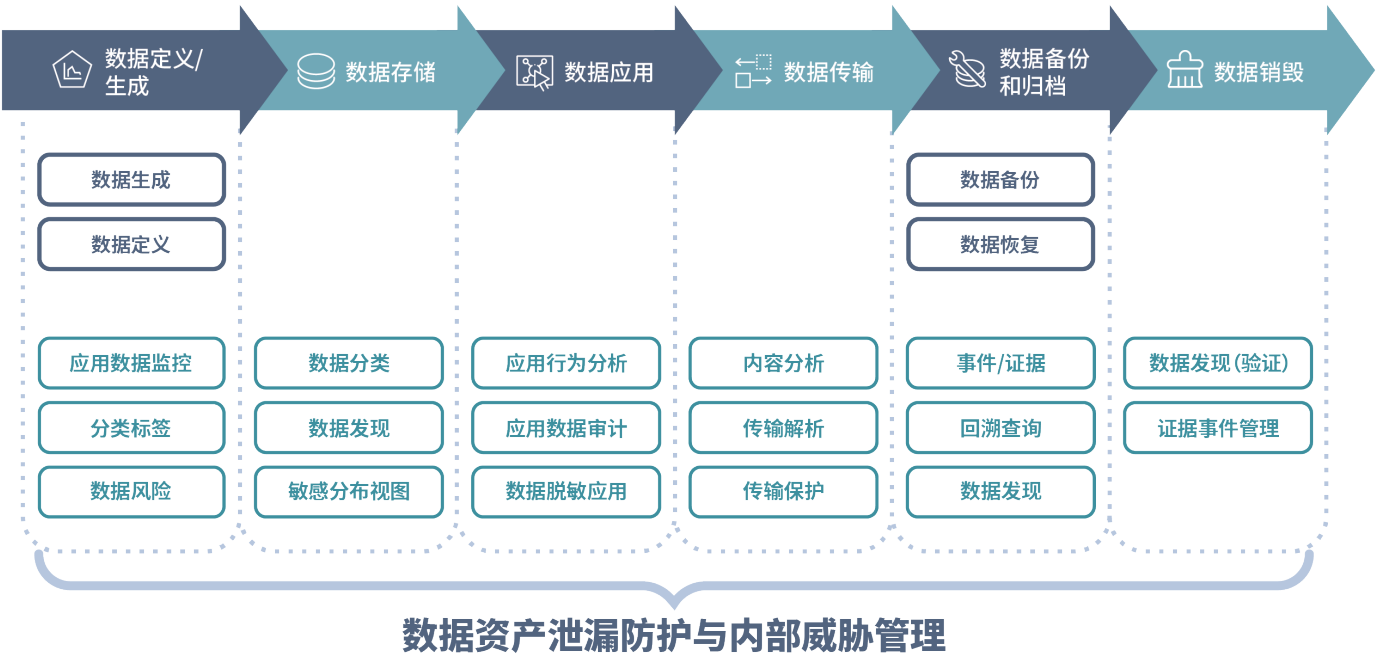 数据定义/
生成
数据存储
数据应用
数据传输
数据备份
和归档
数据销毁
数据生成
数据定义
应用数据监控
分类标签
数据风险
数据分类
数据发现
敏感分布视图
应用行为分析
应用数据审计
数据脱敏应用
内容分析
传输解析
传输保护
数据备份
数据恢复
事件/证据
回溯查询
数据发现
数据发现(验证)
证据事件管理
数据资产泄漏防护与内部威胁管理